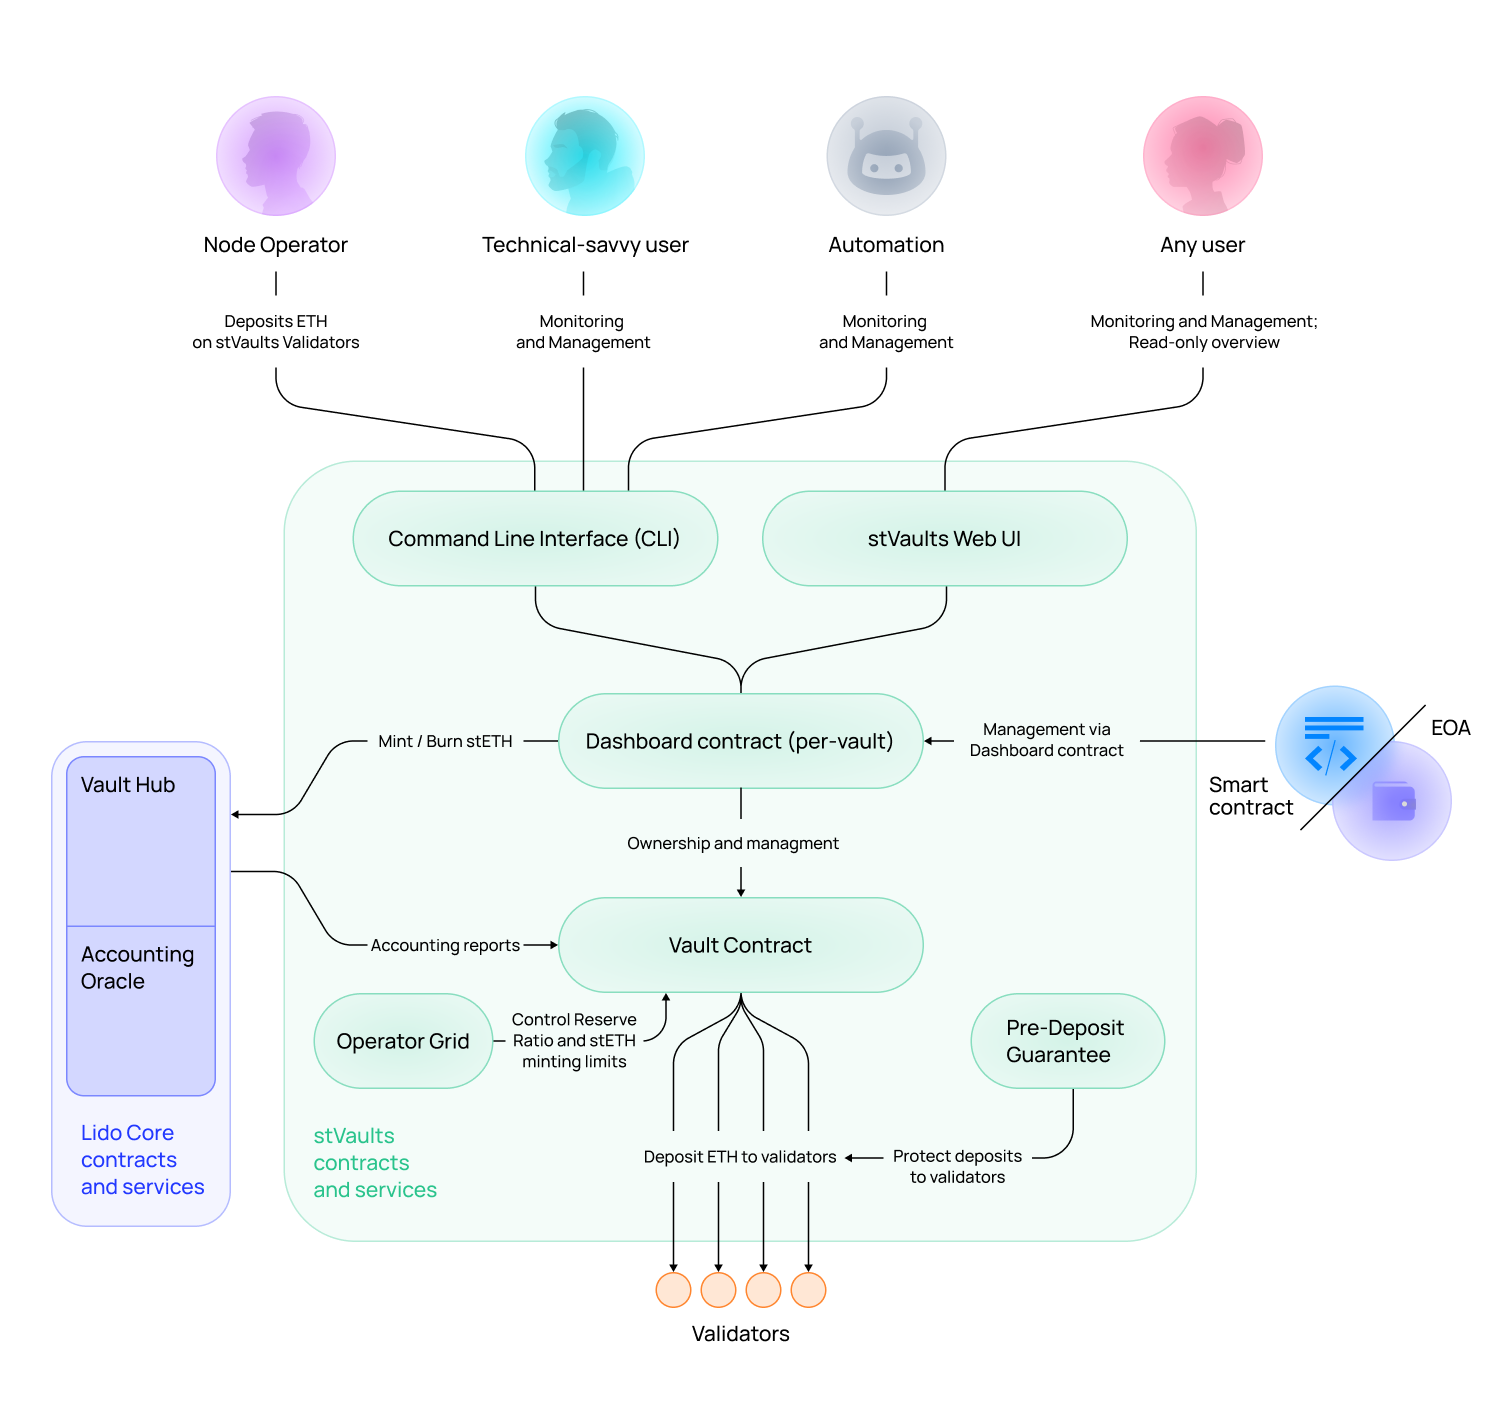 Node Operator
Technical-savvy user
Automation
Any user
Deposits ETH
on stVaults Validators
Monitoring
and Management
Monitoring
and Management
Monitoring and Management;
Read-only overview
Command Line Interface (CLI)
stVaults Web UI
Mint / Burn stETH
Dashboard contract (per-vault)
Management via
Dashboard contract
EOA
Smart
contract
Vault Hub
Ownership and managment
Accounting
Oracle
Accounting reports
Vault Contract
Operator Grid
Control Reserve
Ratio and stETH
minting limits
Pre-Deposit
Guarantee
Lido Core
contracts
and services
stVaults
contracts
and services
Deposit ETH to validators
Protect deposits
to validators
Validators